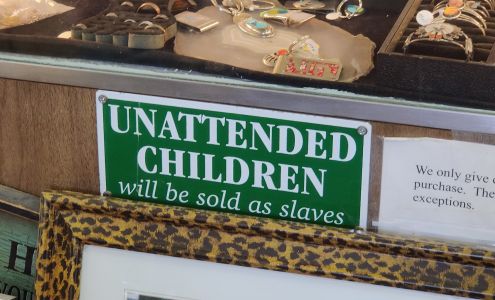 UNATTENDED
CHILDREN
will be sold as slaves
We only give
purchase. The
exceptions.
H